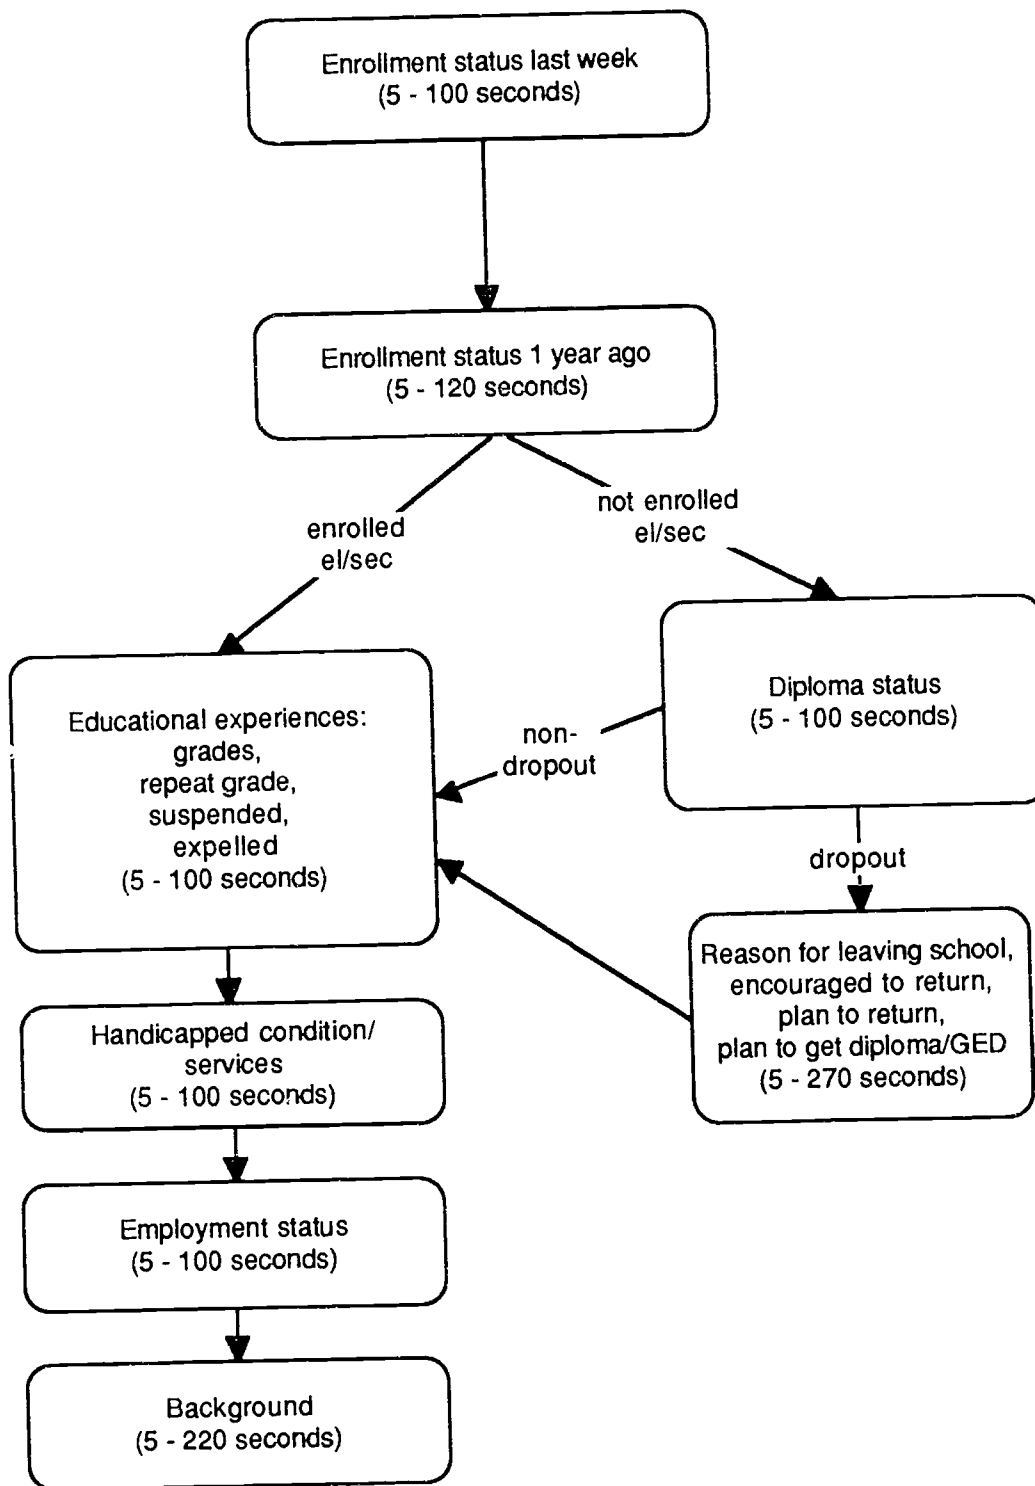 Enrollment status last week
(5 - 100 seconds)
Enrollment status 1 year ago
(5 - 120 seconds)
enrolled
el/sec
not enrolled
el/sec
Educational experiences:
grades,
repeat grade,
suspended,
expelled
(5 - 100 seconds)
non-
dropout
Diploma status
(5 - 100 seconds)
dropout
Reason for leaving school,
encouraged to return,
plan to return,
plan to get diploma/GED
(5 - 270 seconds)
Handicapped condition/
services
(5 - 100 seconds)
Employment status
(5 - 100 seconds)
Background
(5 - 220 seconds)